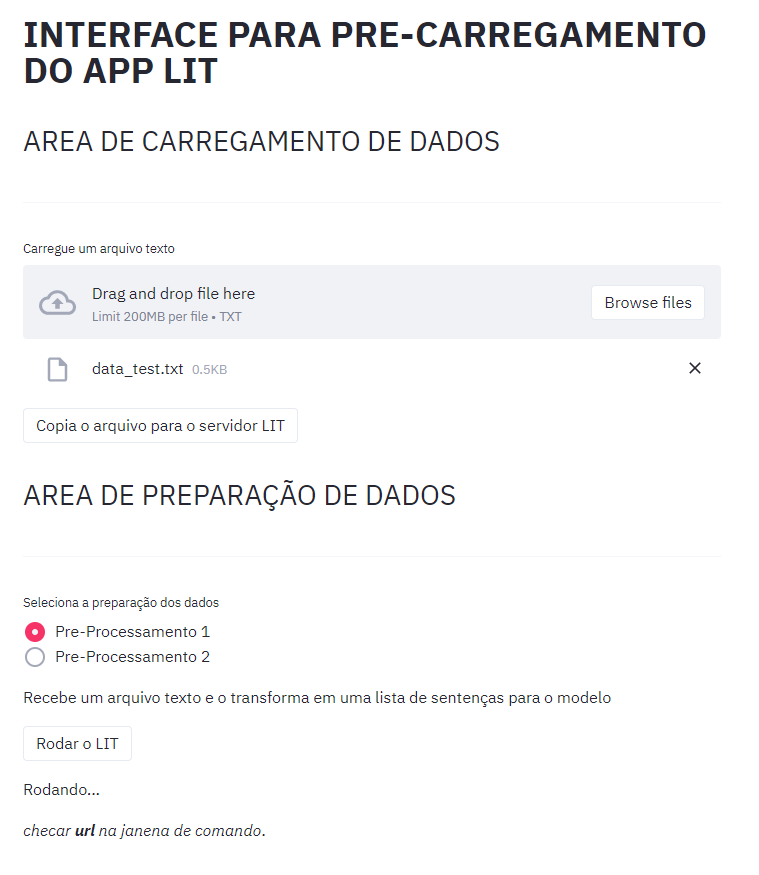 INTERFACE PARA PRE-CARREGAMENTO
DO APP LIT
AREA DE CARREGAMENTO DE DADOS
Carregue um arquivo texto
Drag and drop file here
Limit 200MB per file • TXT
Browse files
data_test.txt 0.5KB
Copia o arquivo para o servidor LIT
AREA DE PREPARAÇÃO DE DADOS
Seleciona a preparação dos dados
Pre-Processamento 1
Pre-Processamento 2
Recebe um arquivo texto e o transforma em uma lista de sentenças para o modelo
Rodar o LIT
Rodando...
checar url na janena de comando.